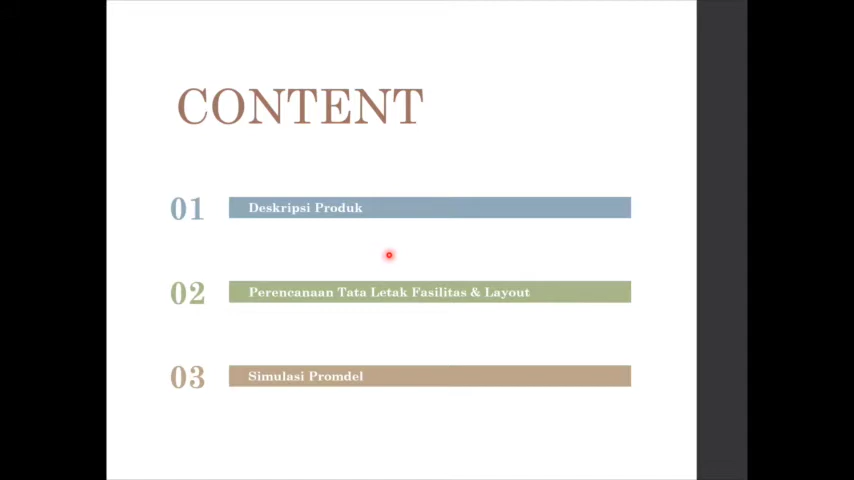 CONTENT
01 Deskripsi Produk
02 Perencanaan Tata Letak Fasilitas & Layout
03 Simulasi Promdel